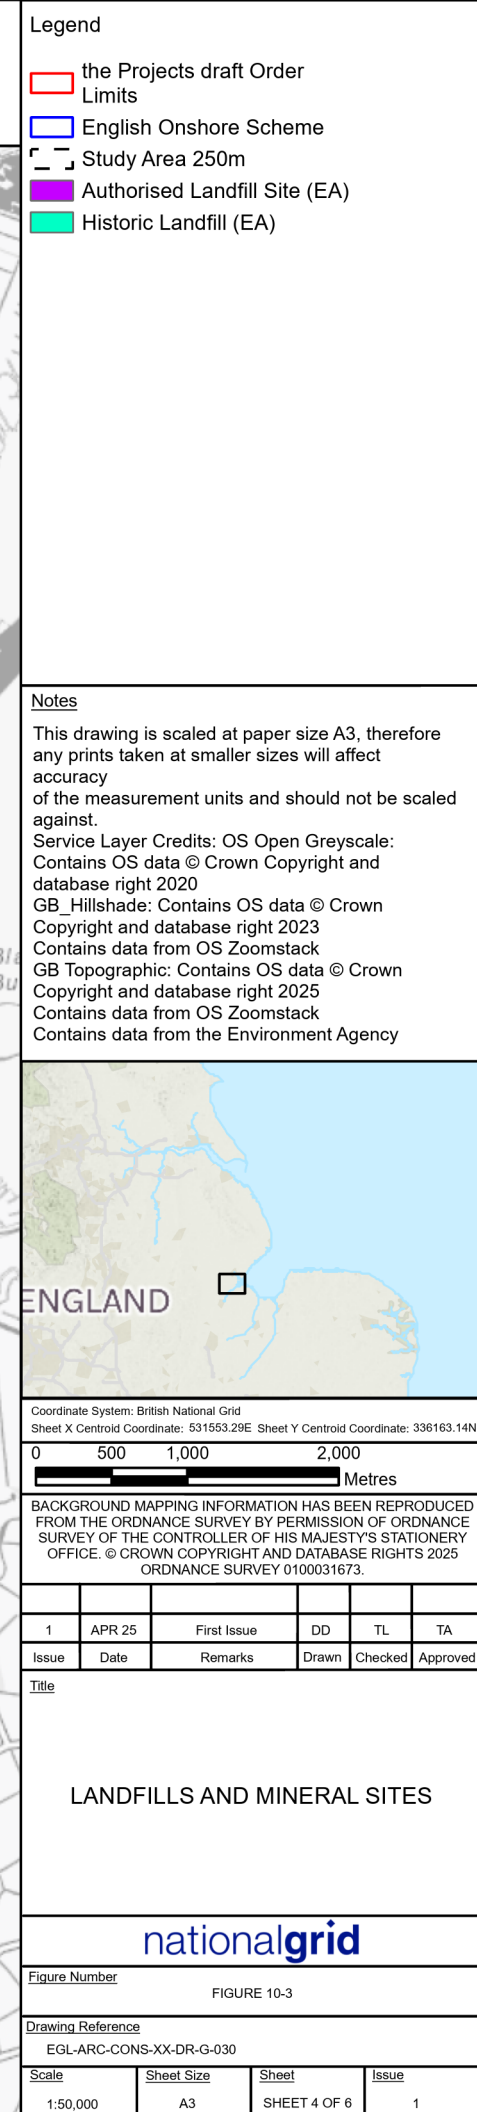 Legend
the Projects draft Order
Limits
English Onshore Scheme
Study Area 250m
Authorised Landfill Site (EA)
Historic Landfill (EA)
Notes
This drawing is scaled at paper size A3, therefore
any prints taken at smaller sizes will affect
accuracy
of the measurement units and should not be scaled
against.
Service Layer Credits: OS Open Greyscale:
Contains OS data © Crown Copyright and
database right 2020
GB_Hillshade: Contains OS data © Crown
Copyright and database right 2023
Contains data from OS Zoomstack
GB Topographic: Contains OS data © Crown
Copyright and database right 2025
Contains data from OS Zoomstack
Contains data from the Environment Agency
ENGLAND
Coordinate System: British National Grid
Sheet X Centroid Coordinate: 531553.29E Sheet Y Centroid Coordinate: 336163.14N
0 500 1,000 2,000
Metres
BACKGROUND MAPPING INFORMATION HAS BEEN REPRODUCED
FROM THE ORDNANCE SURVEY BY PERMISSION OF ORDNANCE
SURVEY OF THE CONTROLLER OF HIS MAJESTY'S STATIONERY
OFFICE. © CROWN COPYRIGHT AND DATABASE RIGHTS 2025
ORDNANCE SURVEY 0100031673.
1 APR 25 First Issue DD TL TA
Issue Date Remarks Drawn Checked Approved
Title
LANDFILLS AND MINERAL SITES
nationalgrid
Figure Number
FIGURE 10-3
Drawing Reference
EGL-ARC-CONS-XX-DR-G-030
Scale Sheet Size Sheet Issue
1:50,000 A3 SHEET 4 OF 6 1